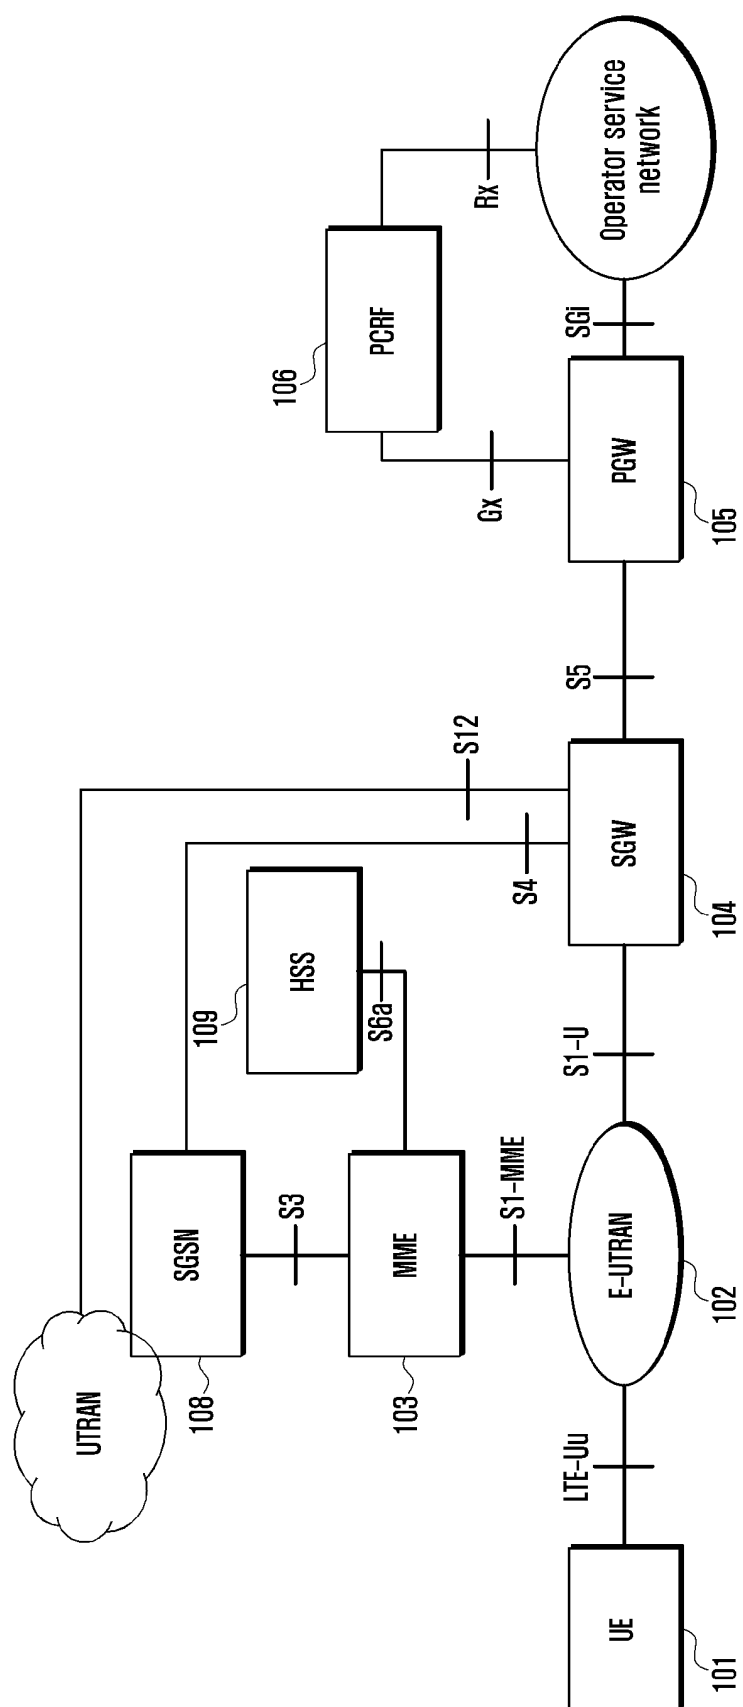 UTRAN
SGSN
108
HSS
109
S12
S4
S3
S6a
MME
103
S1-MME
PCRF
106
Gx
Rx
UE
101
LTE-Uu
E-UTRAN
102
S1-U
SGW
104
S5
PGW
105
SGi
Operator service
network